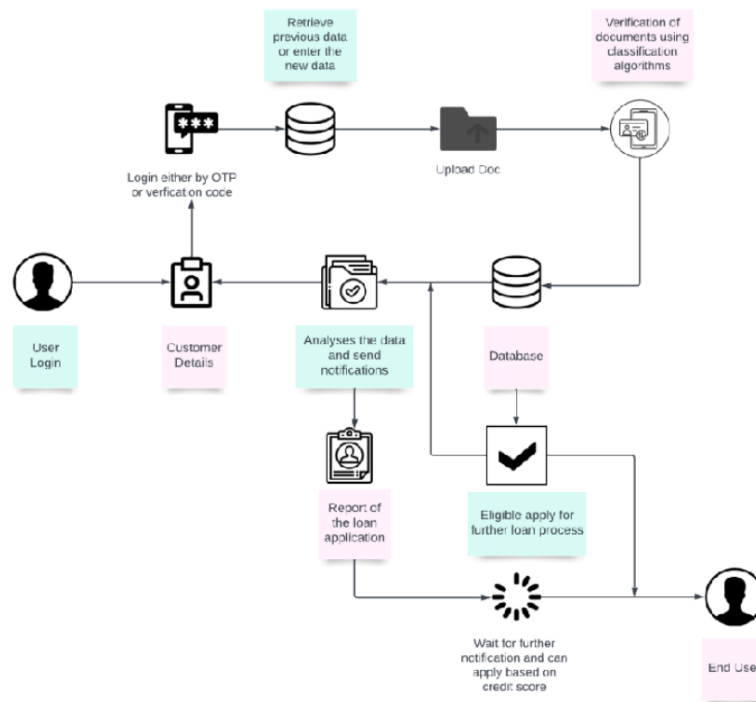 Retrieve
previous data
or enter the
new data
Verification of
documents using
classification
algorithms
***
Login either by OTP
or verfication code
Upload Doc
User
Login
Customer
Details
Analyses the data
and send
notifications
Database
Report of
the loan
application
Eligible apply for
further loan process
Wait for further
notification and can
apply based on
credit score
End Use